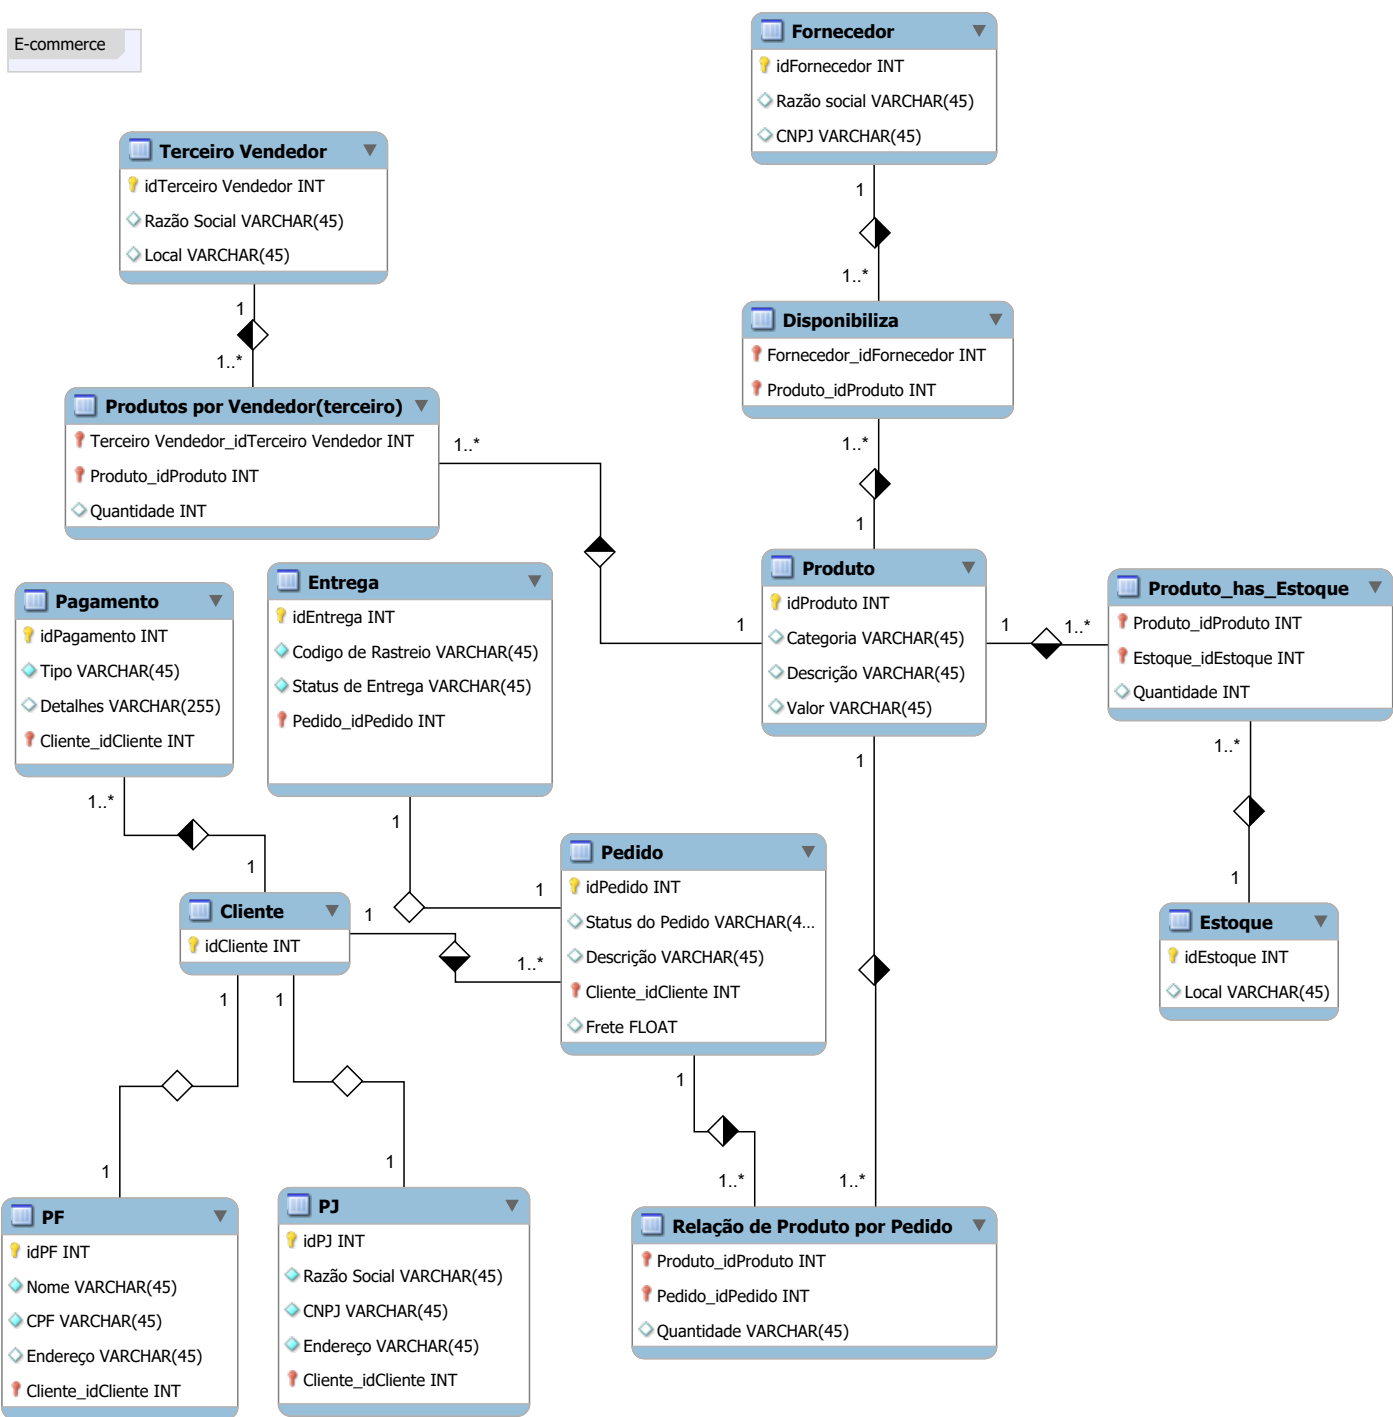 E-commerce
Fornecedor
idFornecedor INT
Razão social VARCHAR(45)
CNPJ VARCHAR(45)
1
1..*
Terceiro Vendedor
idTerceiro Vendedor INT
Razão Social VARCHAR(45)
Local VARCHAR(45)
1
1..*
Disponibiliza
Fornecedor_idFornecedor INT
Produto_idProduto INT
1..*
1
Produtos por Vendedor(terceiro)
Terceiro Vendedor_idTerceiro Vendedor INT
Produto_idProduto INT
Quantidade INT
1..*
1
Produto
idProduto INT
Categoria VARCHAR(45)
Descrição VARCHAR(45)
Valor VARCHAR(45)
1
1..*
Produto_has_Estoque
Produto_idProduto INT
Estoque_idEstoque INT
Quantidade INT
1..*
1
Entrega
idEntrega INT
Codigo de Rastreio VARCHAR(45)
Status de Entrega VARCHAR(45)
Pedido_idPedido INT
1
1
Pagamento
idPagamento INT
Tipo VARCHAR(45)
Detalhes VARCHAR(255)
Cliente_idCliente INT
1..*
1
Pedido
idPedido INT
Status do Pedido VARCHAR(4...
Descrição VARCHAR(45)
Cliente_idCliente INT
Frete FLOAT
1
1..*
Cliente
idCliente INT
1
1..*
1
1
Estoque
idEstoque INT
Local VARCHAR(45)
1
1..*
1
1
PF
idPF INT
Nome VARCHAR(45)
CPF VARCHAR(45)
Endereço VARCHAR(45)
Cliente_idCliente INT
PJ
idPJ INT
Razão Social VARCHAR(45)
CNPJ VARCHAR(45)
Endereço VARCHAR(45)
Cliente_idCliente INT
Relação de Produto por Pedido
Produto_idProduto INT
Pedido_idPedido INT
Quantidade VARCHAR(45)